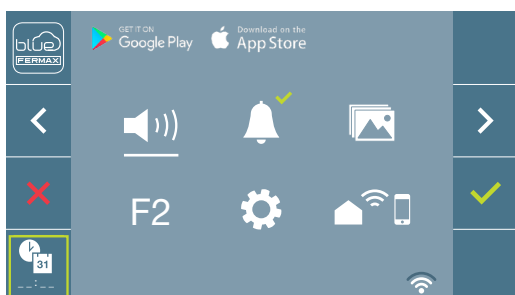 blue
FERMAX
GET IT ON
Google Play
Download on the
App Store
F2
31
_ _ : _ _